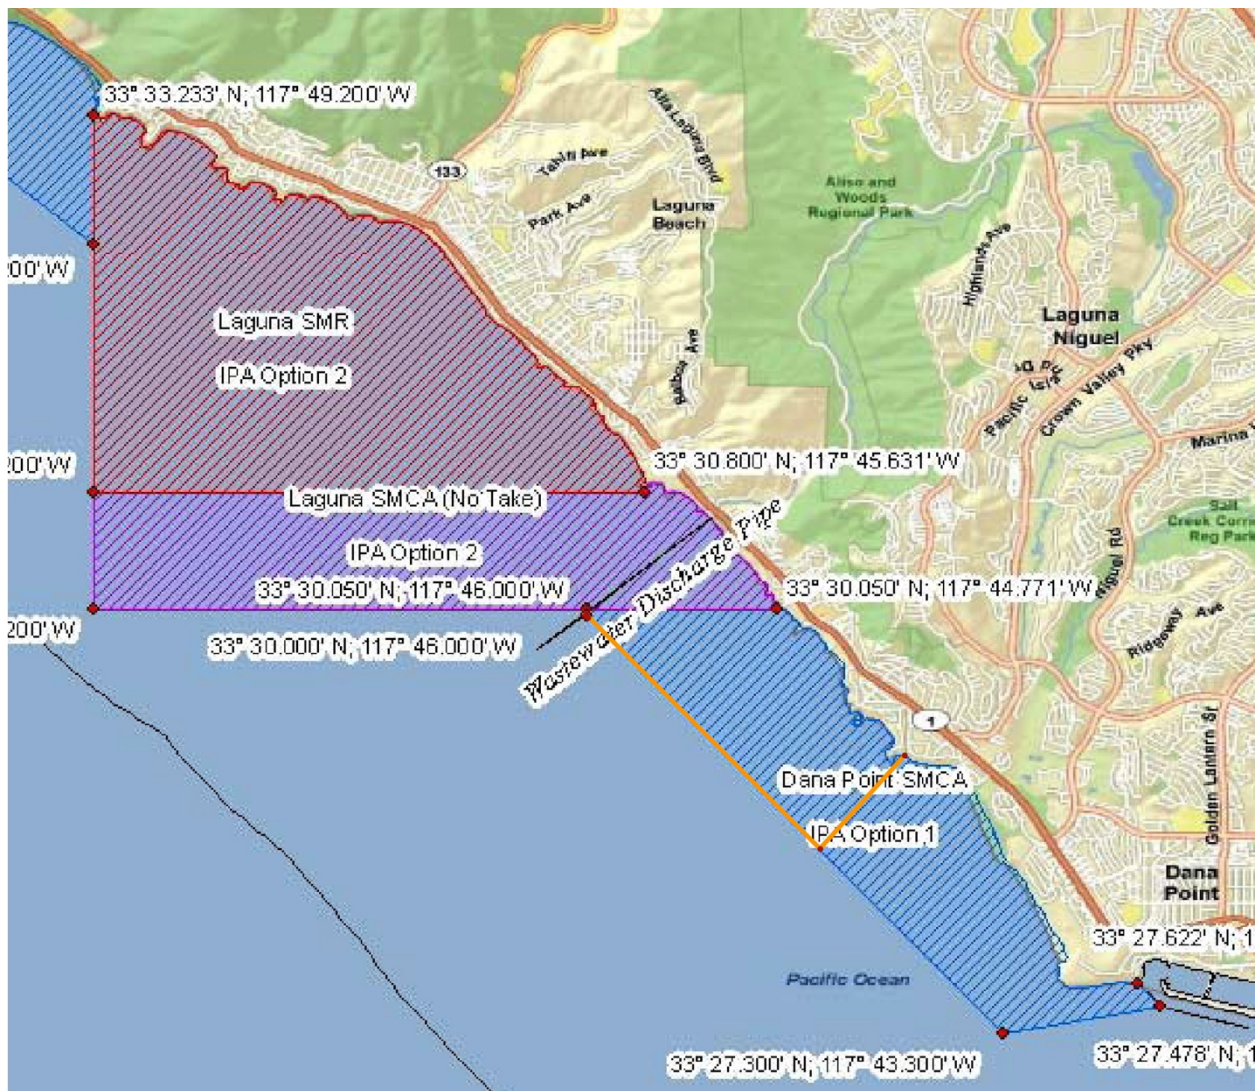 33° 33.233' N; 117° 49.200' W
133
Tahiti Ave
Alta Laguna Blvd
Park Ave
Laguna
Beach
Aliso and
Woods
Regional Park
Highlands Ave
00' W
Laguna SMR
IPA Option 2
Laguna
Niguel
Balboa Ave
Pacific Island Dr
Crown Valley Pky
Marina
00' W
33° 30.800' N; 117° 45.631' W
Laguna SMCA (No Take)
IPA Option 2
Salt
Creek Corri
Reg Park
Niguel Rd
33° 30.050' N; 117° 46.000' W
33° 30.050' N; 117° 44.771' W
Wastewater Discharge Pipe
200' W
33° 30.000' N; 117° 46.000' W
Ridgeway Ave
1
Golden Lantern St
Dana Point SMCA
IPA Option 1
Dana
Point
33° 27.622' N; 1
Pacific Ocean
33° 27.300' N; 117° 43.300' W
33° 27.478' N; 1